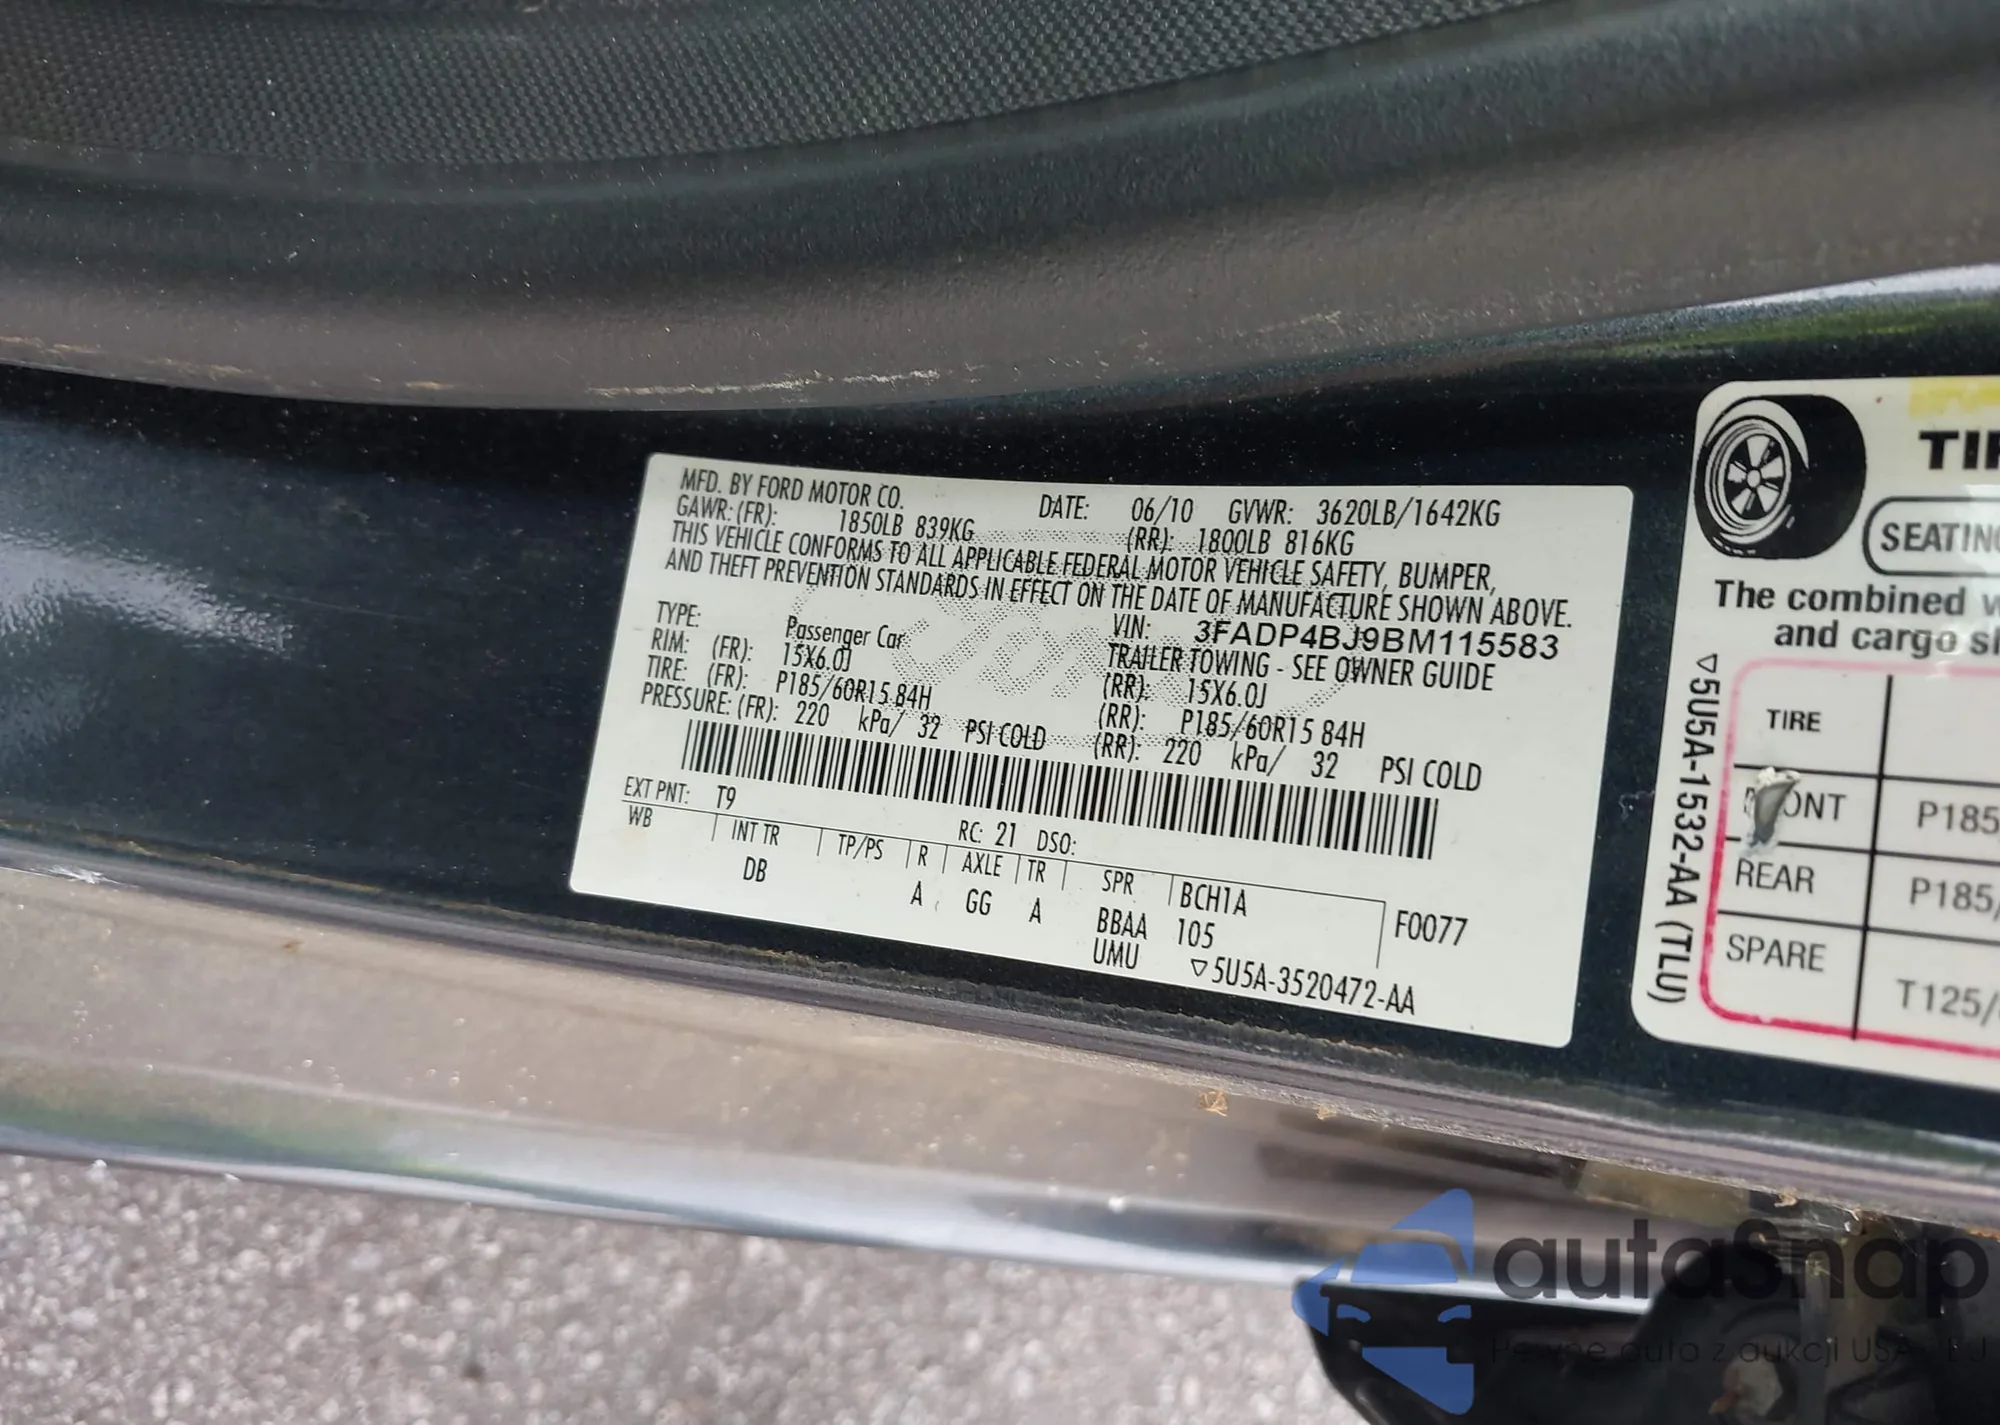 MFD. BY FORD MOTOR CO. DATE: 06/10 GVWR: 3620LB/1642KG
GAWR: (FR): 1850LB 839KG (RR): 1800LB 816KG
THIS VEHICLE CONFORMS TO ALL APPLICABLE FEDERAL MOTOR VEHICLE SAFETY, BUMPER,
AND THEFT PREVENTION STANDARDS IN EFFECT ON THE DATE OF MANUFACTURE SHOWN ABOVE.
VIN: 3FADP4BJ9BM115583
TYPE: Passenger Car TRAILER TOWING - SEE OWNER GUIDE
RIM: (FR): 15X6.0J (RR): 15X6.0J
TIRE: (FR): P185/60R15 84H (RR): P185/60R15 84H
PRESSURE: (FR): 220 kPa/ 32 PSI COLD (RR): 220 kPa/ 32 PSI COLD
EXT PNT: T9 RC: 21 DSO:
WB INT TR TP/PS R AXLE TR SPR BCH1A F0077
DB A GG A BBAA 105
UMU ▽5U5A-3520472-AA
SEATING
The combined
and cargo
▽5U5A-1532-AA (TLU)
TIRE
REAR P185/
SPARE T125/
autaSnap
Pewne auta z aukcji USA